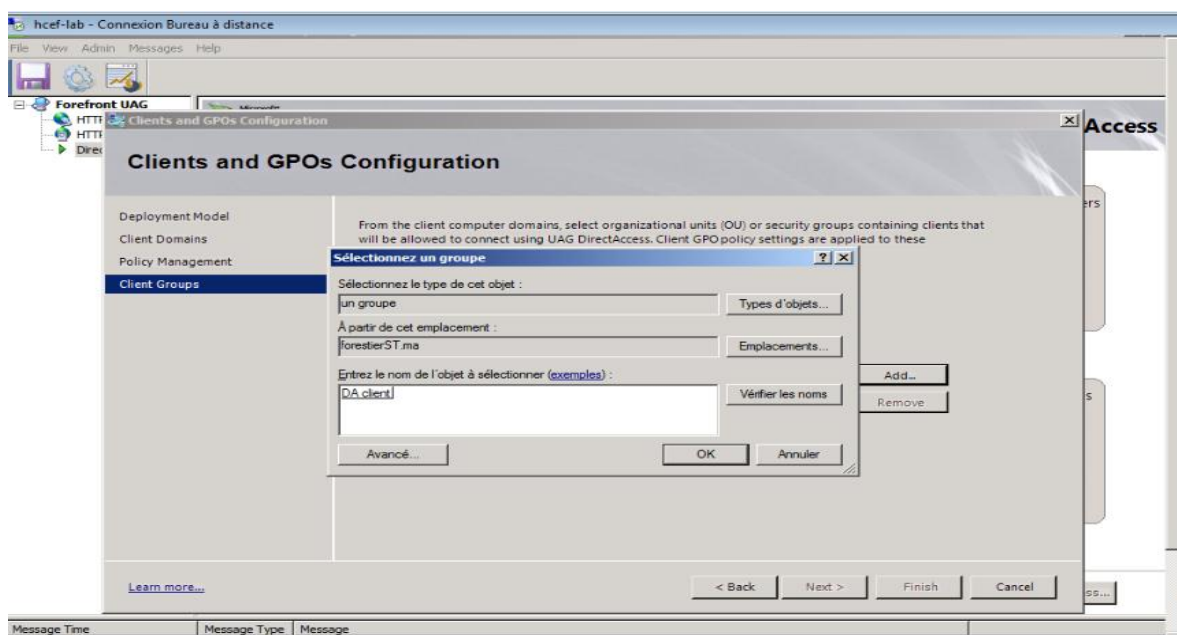 hcef-lab - Connexion Bureau à distance
File View Admin Messages Help
Forefront UAG
Microsoft
HTTP
HTTP
Direc
Access
Clients and GPOs Configuration
Clients and GPOs Configuration
Deployment Model
Client Domains
Policy Management
Client Groups
From the client computer domains, select organizational units (OU) or security groups containing clients that
will be allowed to connect using UAG DirectAccess. Client GPO policy settings are applied to these
Sélectionnez un groupe
Sélectionnez le type de cet objet :
un groupe
Types d'objets...
À partir de cet emplacement :
forestierST.ma
Emplacements...
Entrez le nom de l'objet à sélectionner (exemples) :
DA client
Vérifier les noms
Avancé...
OK
Annuler
Add...
Remove
ers
s
Learn more...
< Back
Next >
Finish
Cancel
ss...
Message Time
Message Type
Message